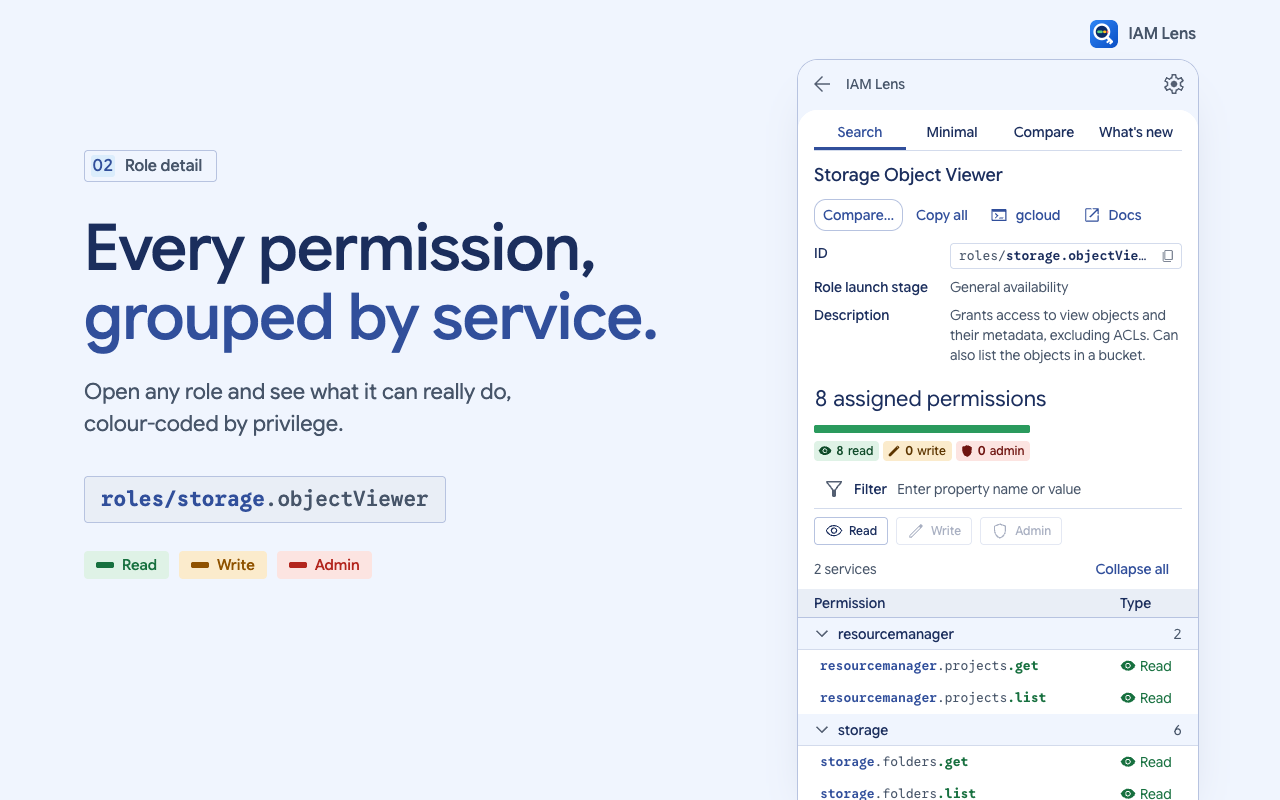 IAM Lens
02 Role detail
Every permission,
grouped by service.
Open any role and see what it can really do,
colour-coded by privilege.
roles/storage.objectViewer
Read Write Admin
IAM Lens
Search Minimal Compare What's new
Storage Object Viewer
Compare... Copy all gcloud Docs
ID roles/storage.objectVie…
Role launch stage General availability
Description Grants access to view objects and
their metadata, excluding ACLs. Can
also list the objects in a bucket.
8 assigned permissions
8 read 0 write 0 admin
Filter Enter property name or value
Read Write Admin
2 services Collapse all
Permission Type
resourcemanager 2
resourcemanager.projects.get Read
resourcemanager.projects.list Read
storage 6
storage.folders.get Read
storage.folders.list Read